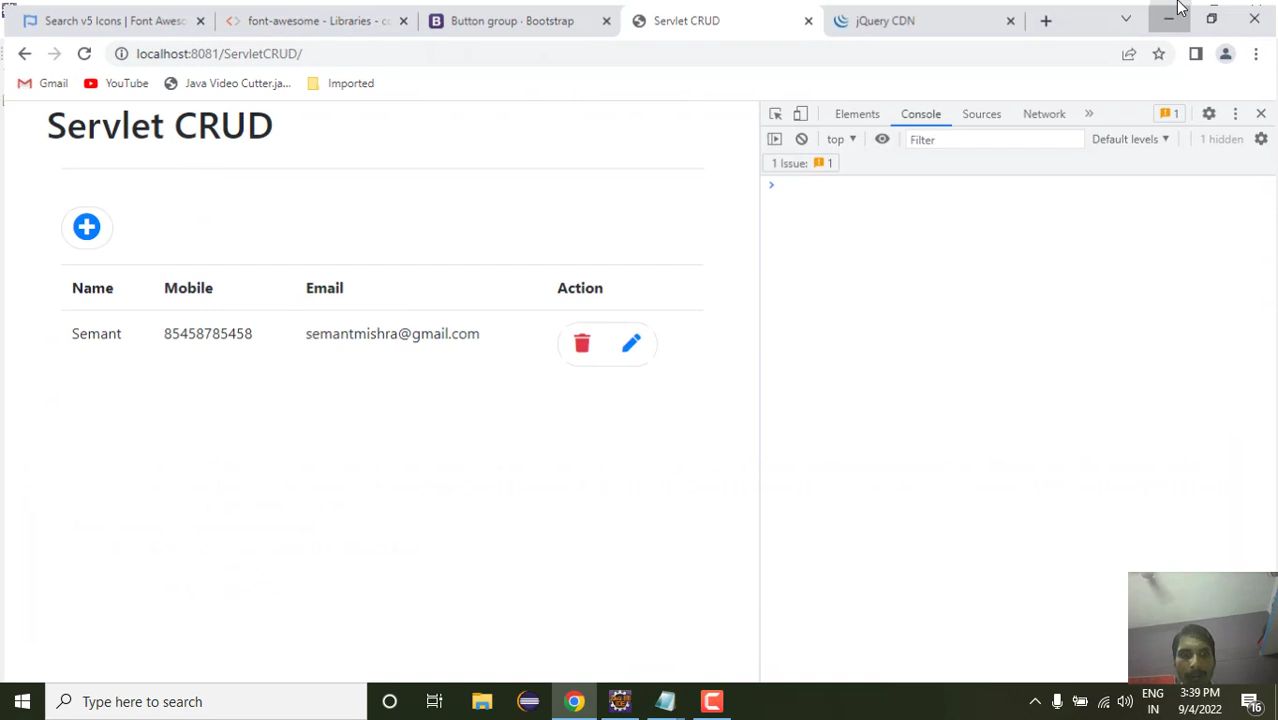 Search v5 Icons | Font Aweso
font-awesome - Libraries - cd
Button group · Bootstrap
Servlet CRUD
jQuery CDN
localhost:8081/ServletCRUD/
Gmail
YouTube
Java Video Cutter.ja...
Imported
Servlet CRUD
Elements
Console
Sources
Network
1
top
Filter
Default levels
1 hidden
1 Issue:
1
Name Mobile Email Action
Semant 85458785458 semantmishra@gmail.com
Type here to search
ENG
IN
3:39 PM
9/4/2022
16